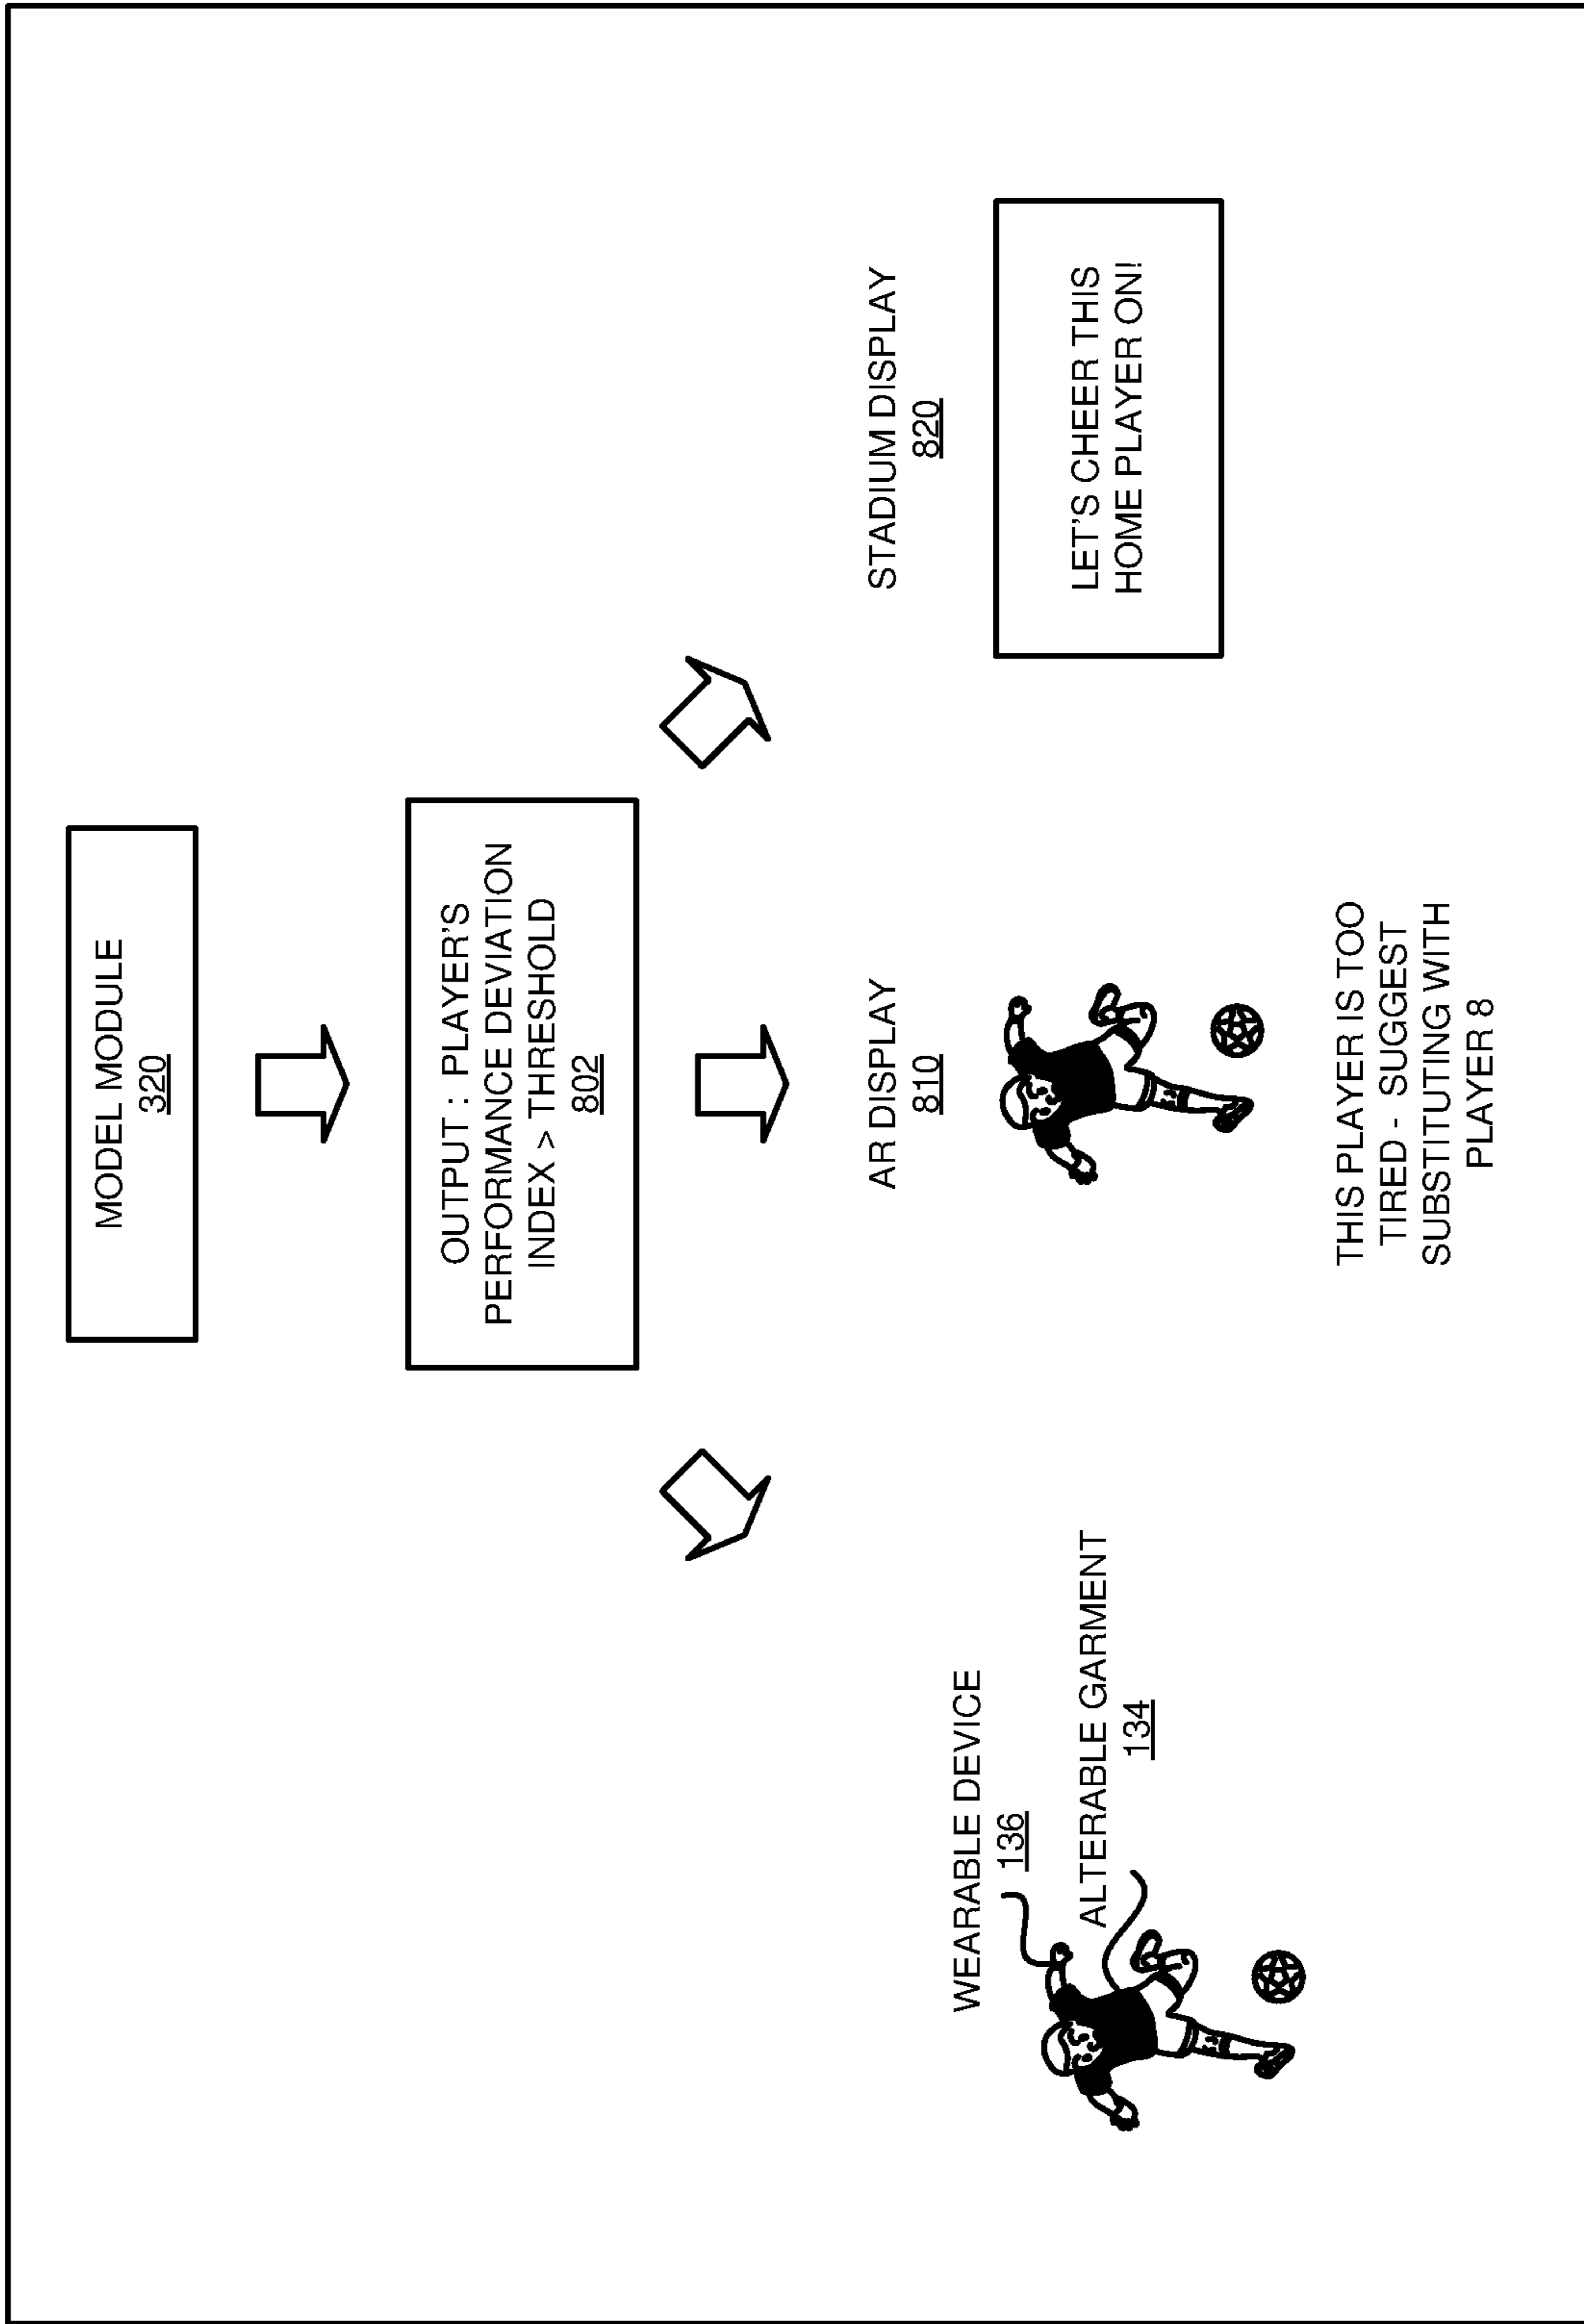 MODEL MODULE
320
OUTPUT : PLAYER'S
PERFORMANCE DEVIATION
INDEX > THRESHOLD
802
WEARABLE DEVICE
136
ALTERABLE GARMENT
134
AR DISPLAY
810
THIS PLAYER IS TOO
TIRED - SUGGEST
SUBSTITUTING WITH
PLAYER 8
STADIUM DISPLAY
820
LET'S CHEER THIS
HOME PLAYER ON!